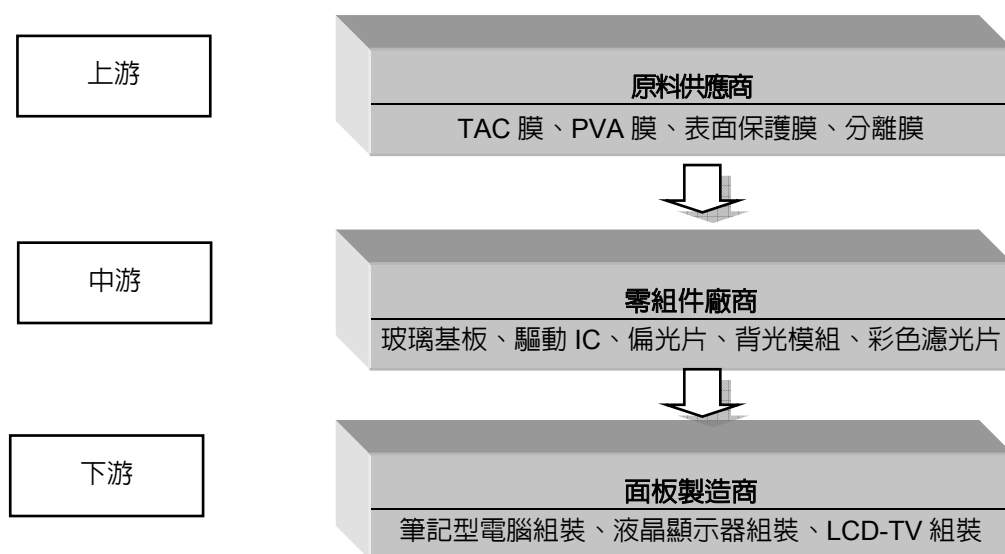 上游
原料供應商
TAC 膜、PVA 膜、表面保護膜、分離膜
中游
零組件廠商
玻璃基板、驅動 IC、偏光片、背光模組、彩色濾光片
下游
面板製造商
筆記型電腦組裝、液晶顯示器組裝、LCD-TV 組裝